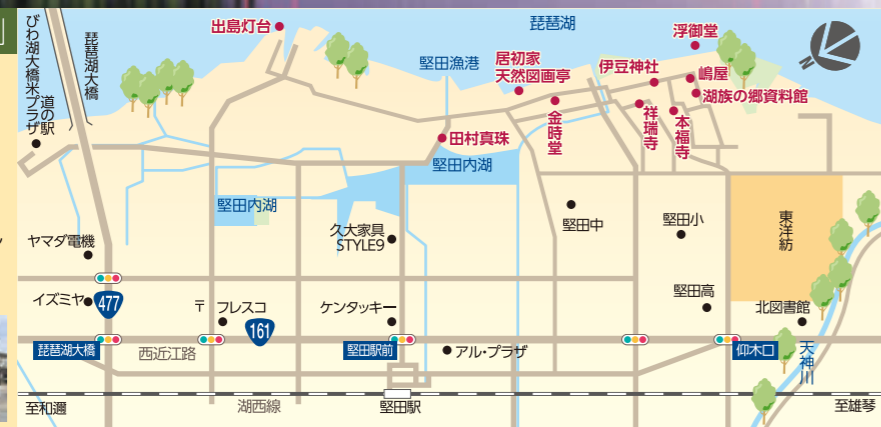 出島灯台
琵琶湖
浮御堂
びわ湖大橋米プラザ
道の駅
琵琶湖大橋
堅田漁港
居初家
天然図画亭
伊豆神社
嶋屋
湖族の郷資料館
金時堂
祥瑞寺
本福寺
田村真珠
堅田内湖
堅田内湖
久大家具
STYLE9
堅田中
堅田小
東洋紡
ヤマダ電機
イズミヤ
477
〒
フレスコ
161
ケンタッキー
堅田高
北図書館
琵琶湖大橋
西近江路
堅田駅前
アル・プラザ
仰木口
天神川
至和邇
湖西線
堅田駅
至雄琴